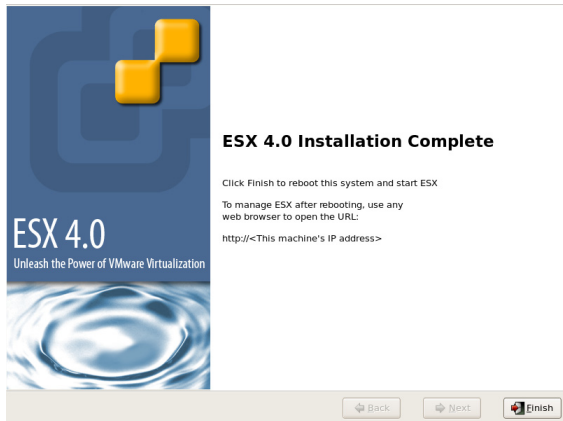 ESX 4.0 Installation Complete
Click Finish to reboot this system and start ESX
To manage ESX after rebooting, use any
web browser to open the URL:
http://<This machine's IP address>
ESX 4.0
Unleash the Power of VMware Virtualization
Back
Next
Finish